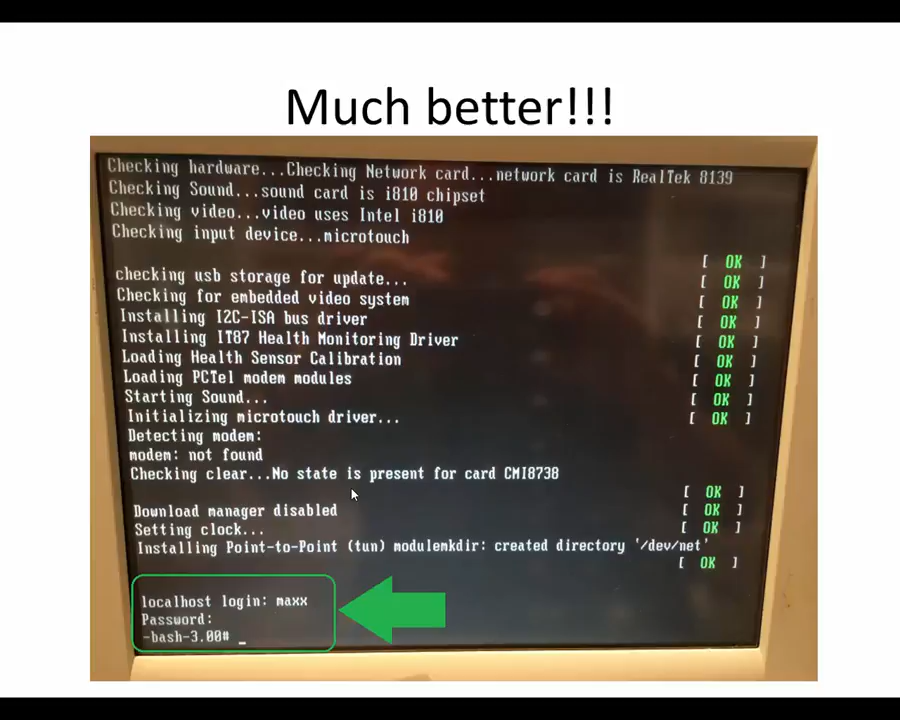 Much better!!!
Checking hardware...Checking Network card...network card is RealTek 8139
Checking Sound...sound card is i810 chipset
Checking video...video uses Intel i810
Checking input device...microtouch
[ OK ]
checking usb storage for update... [ OK ]
Checking for embedded video system [ OK ]
Installing I2C-ISA bus driver [ OK ]
Installing IT87 Health Monitoring Driver [ OK ]
Loading Health Sensor Calibration [ OK ]
Loading PCTel modem modules [ OK ]
Starting Sound... [ OK ]
Initializing microtouch driver... [ OK ]
Detecting modem:
modem: not found
Checking clear...No state is present for card CMI8738
[ OK ]
Download manager disabled [ OK ]
Setting clock... [ OK ]
Installing Point-to-Point (tun) modulemkdir: created directory '/dev/net'
[ OK ]
localhost login: maxx
Password:
-bash-3.00# _